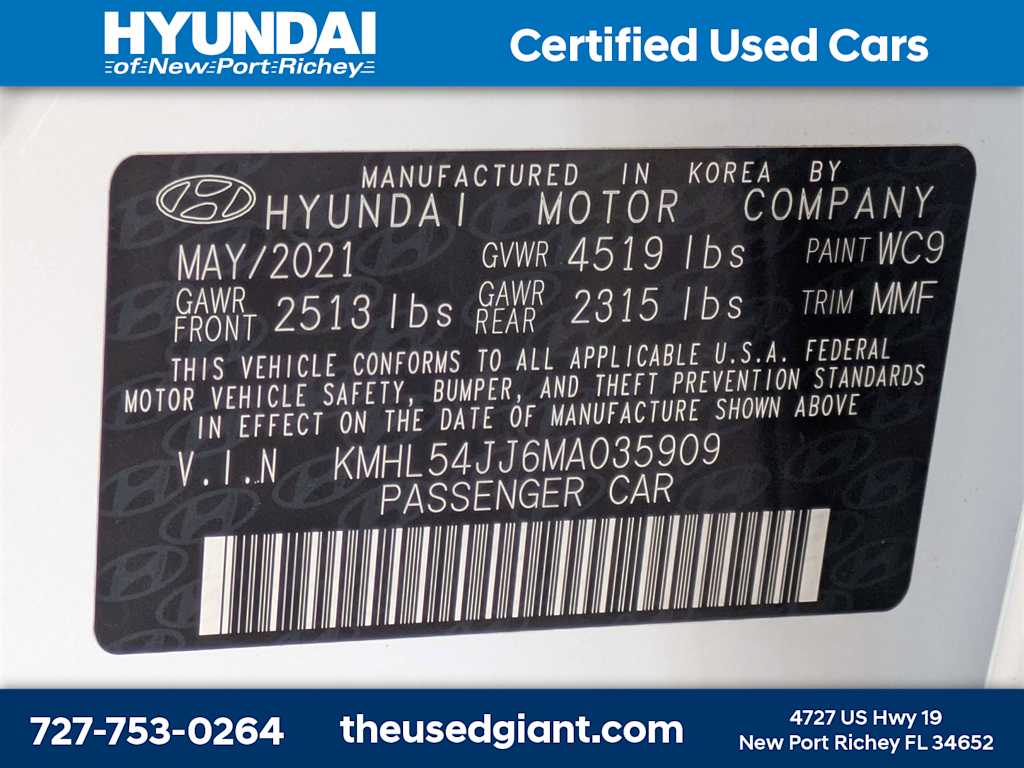 HYUNDAI
of New Port Richey
Certified Used Cars
MANUFACTURED IN KOREA BY
HYUNDAI MOTOR COMPANY
MAY/2021 GVWR 4519 lbs PAINT WC9
GAWR FRONT 2513 lbs GAWR REAR 2315 lbs TRIM MMF
THIS VEHICLE CONFORMS TO ALL APPLICABLE U.S.A. FEDERAL
MOTOR VEHICLE SAFETY, BUMPER, AND THEFT PREVENTION STANDARDS
IN EFFECT ON THE DATE OF MANUFACTURE SHOWN ABOVE
V.I.N KMHL54JJ6MA035909
PASSENGER CAR
727-753-0264
theusedgiant.com
4727 US Hwy 19
New Port Richey FL 34652